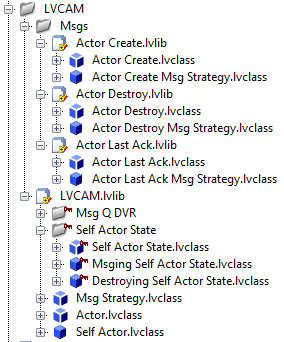 LVCAM
Msgs
Actor Create.lvlib
Actor Create.lvclass
Actor Create Msg Strategy.lvclass
Actor Destroy.lvlib
Actor Destroy.lvclass
Actor Destroy Msg Strategy.lvclass
Actor Last Ack.lvlib
Actor Last Ack.lvclass
Actor Last Ack Msg Strategy.lvclass
LVCAM.lvlib
Msg Q DVR
Self Actor State
Self Actor State.lvclass
Msging Self Actor State.lvclass
Destroying Self Actor State.lvclass
Msg Strategy.lvclass
Actor.lvclass
Self Actor.lvclass